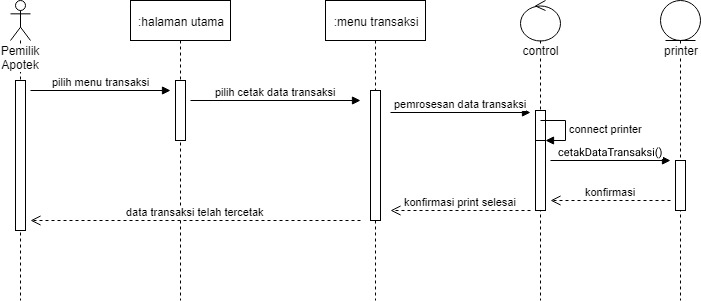 :halaman utama
:menu transaksi
Pemilik
Apotek
control
printer
pilih menu transaksi
pilih cetak data transaksi
pemrosesan data transaksi
connect printer
cetakDataTransaksi()
konfirmasi
konfirmasi print selesai
data transaksi telah tercetak